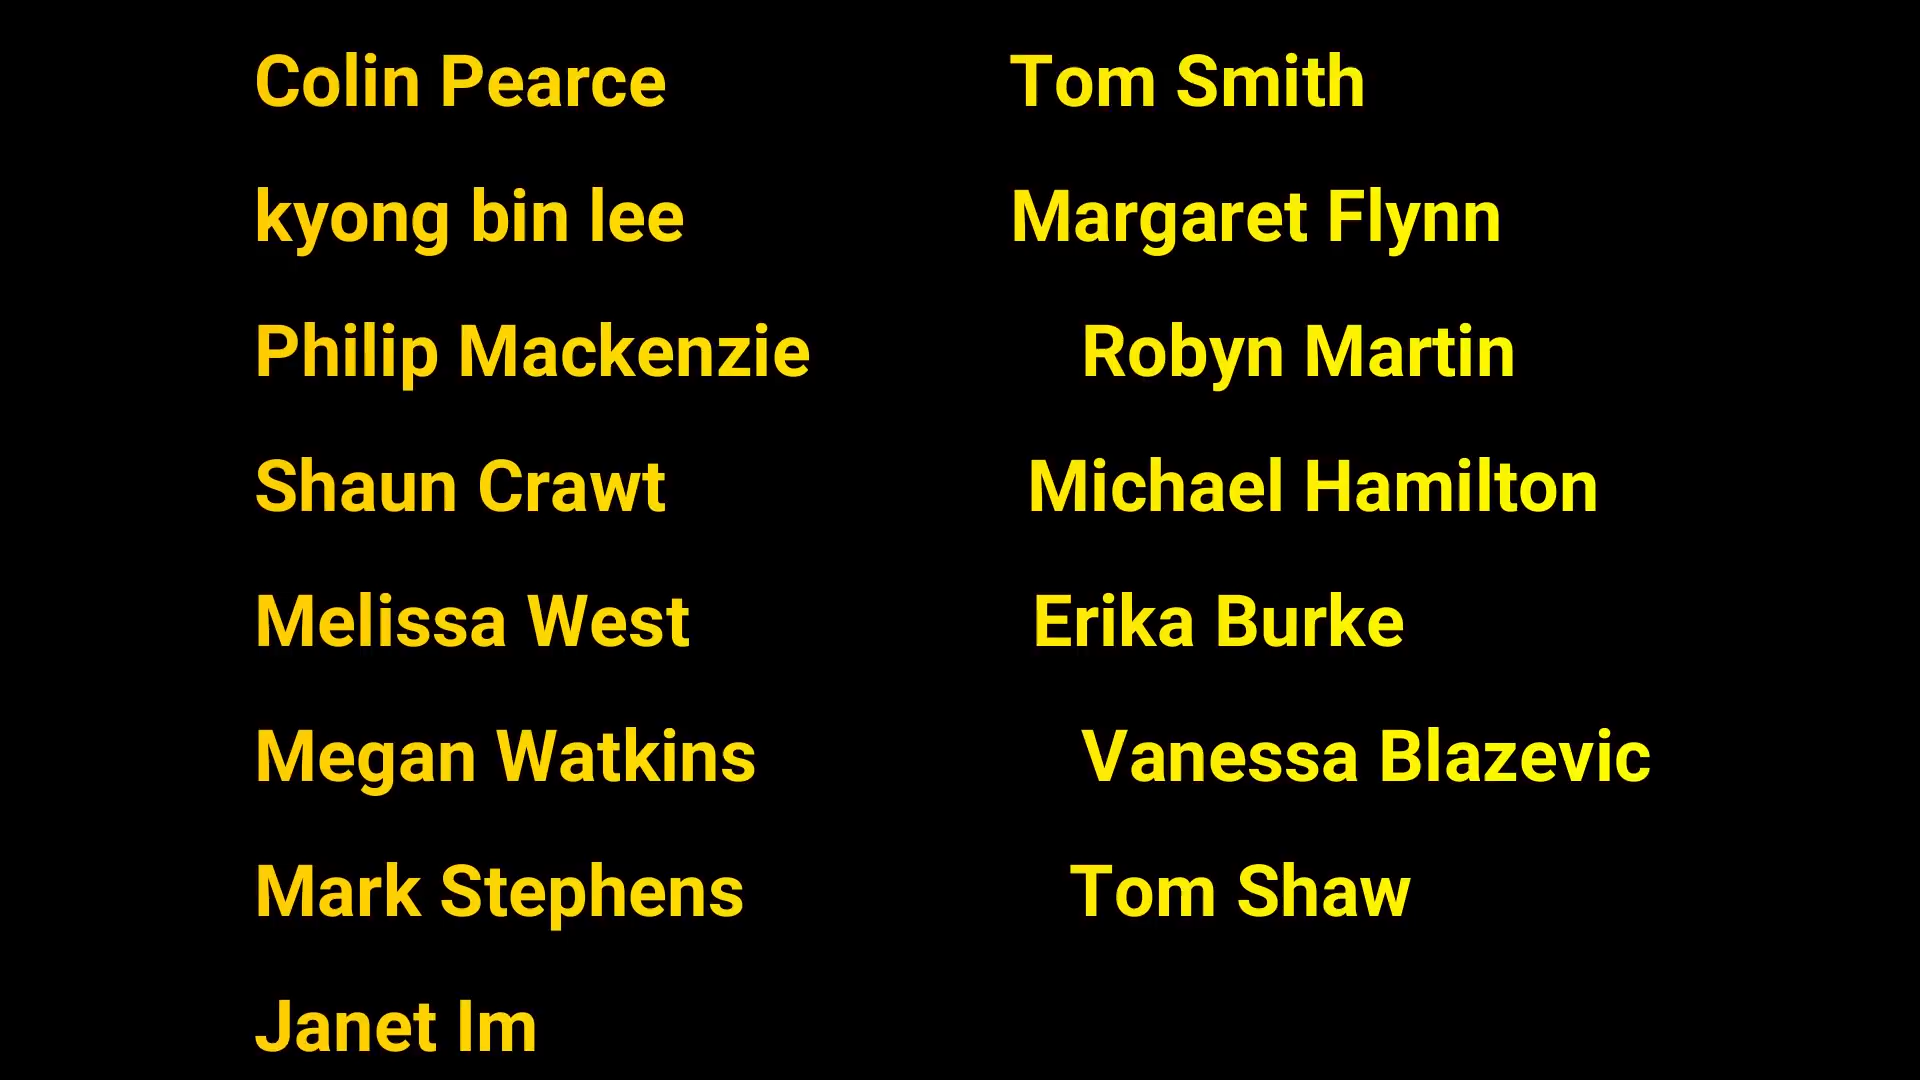 Colin Pearce Tom Smith
kyong bin lee Margaret Flynn
Philip Mackenzie Robyn Martin
Shaun Crawt Michael Hamilton
Melissa West Erika Burke
Megan Watkins Vanessa Blazevic
Mark Stephens Tom Shaw
Janet Im